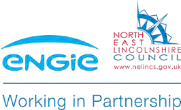 ENGIE
NORTH
EAST
LINCOLNSHIRE
COUNCIL
www.nelincs.gov.uk
Working in Partnership